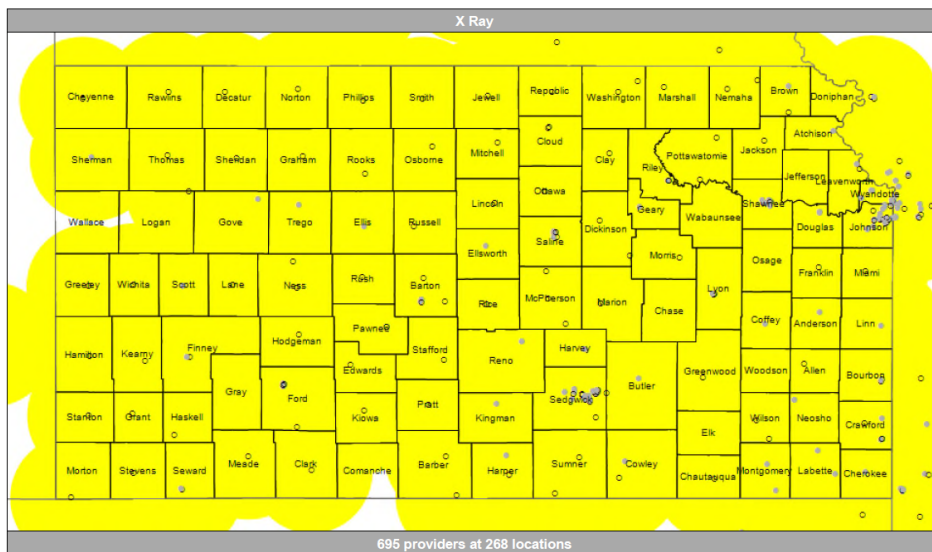 X Ray
Cheyenne Rawlins Decatur Norton Phillips Smith Jewell Republic Washington Marshall Nemaha Brown Doniphan
Atchison
Sherman Thomas Sheridan Graham Rooks Osborne Mitchell Cloud Clay Riley Pottawatomie Jackson Jefferson Leavenworth
Wyandotte
Wallace Logan Gove Trego Ellis Russell Lincoln Ottawa Dickinson Geary Wabaunsee Shawnee Douglas Johnson
Saline
Ellsworth Morris Osage Franklin Miami
Greeley Wichita Scott Lane Ness Rush Barton Rice McPherson Marion Chase Lyon Coffey Anderson Linn
Pawnee
Hamilton Kearny Finney Hodgeman Stafford Reno Harvey
Edwards Butler Greenwood Woodson Allen Bourbon
Gray Ford Sedgwick
Stanton Grant Haskell Kiowa Pratt Kingman Elk Wilson Neosho Crawford
Morton Stevens Seward Meade Clark Comanche Barber Harper Sumner Cowley Chautauqua Montgomery Labette Cherokee
695 providers at 268 locations